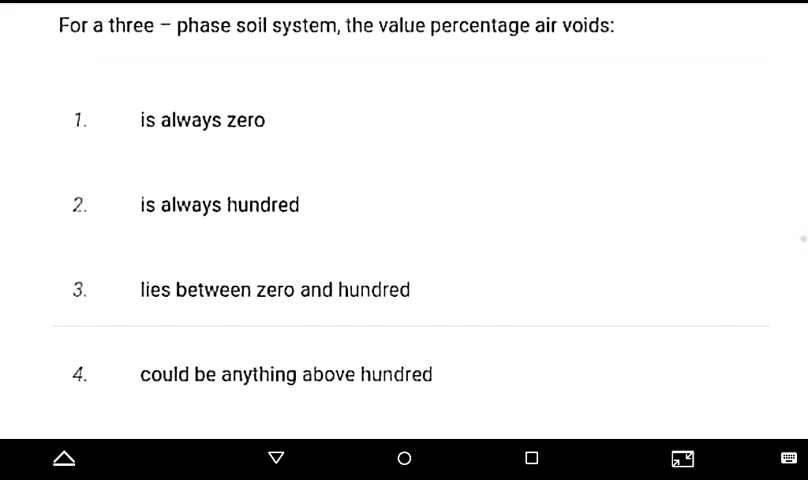 For a three – phase soil system, the value percentage air voids:
1. is always zero
2. is always hundred
3. lies between zero and hundred
4. could be anything above hundred